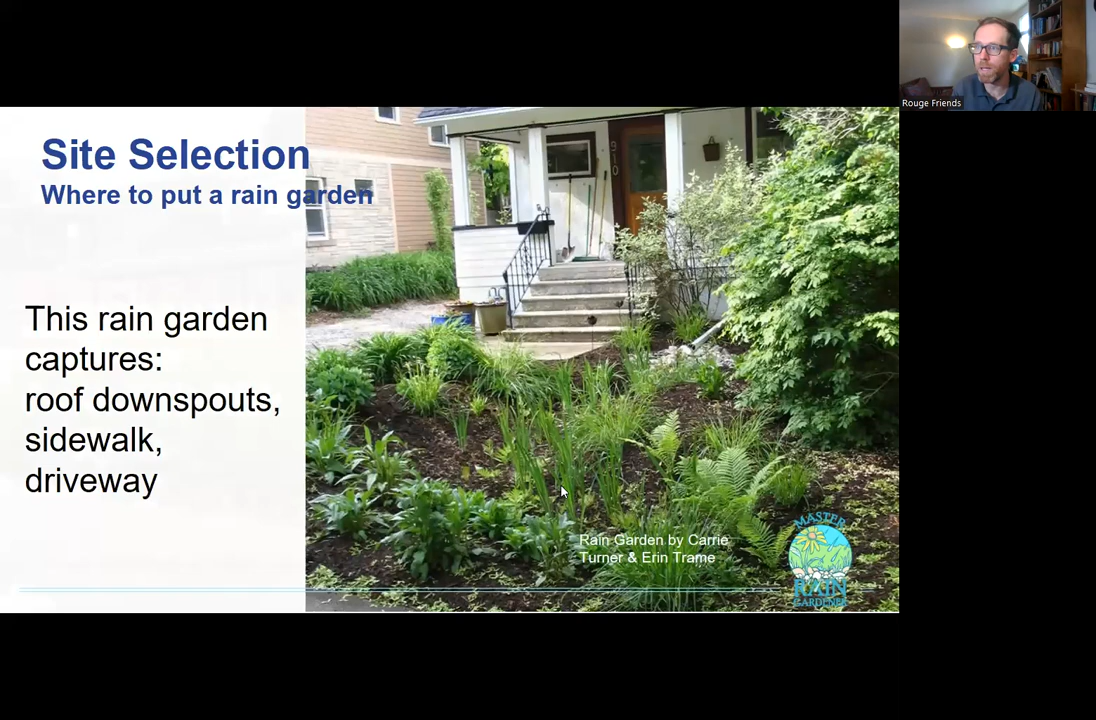 Rouge Friends
Site Selection
Where to put a rain garden
This rain garden
captures:
roof downspouts,
sidewalk,
driveway
910
Rain Garden by Carrie
Turner & Erin Trame
MASTER
RAIN
GARDENER